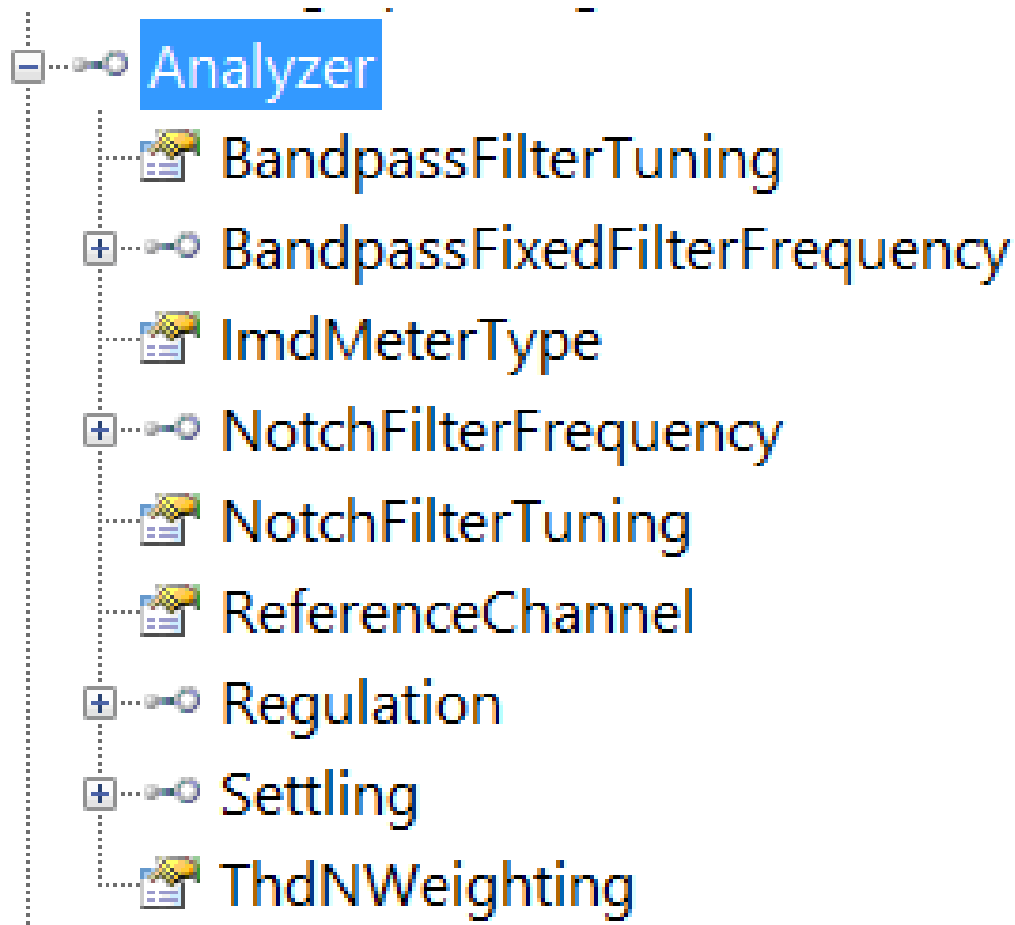 Analyzer
BandpassFilterTuning
BandpassFixedFilterFrequency
ImdMeterType
NotchFilterFrequency
NotchFilterTuning
ReferenceChannel
Regulation
Settling
ThdNWeighting